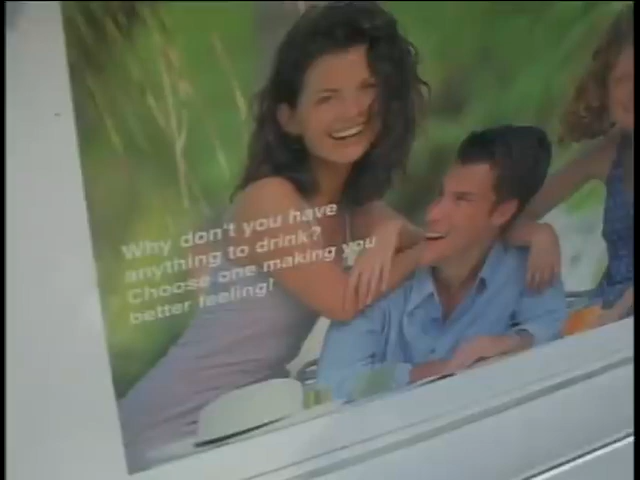 Why don't you have
anything to drink?
Choose one making you
better feeling!